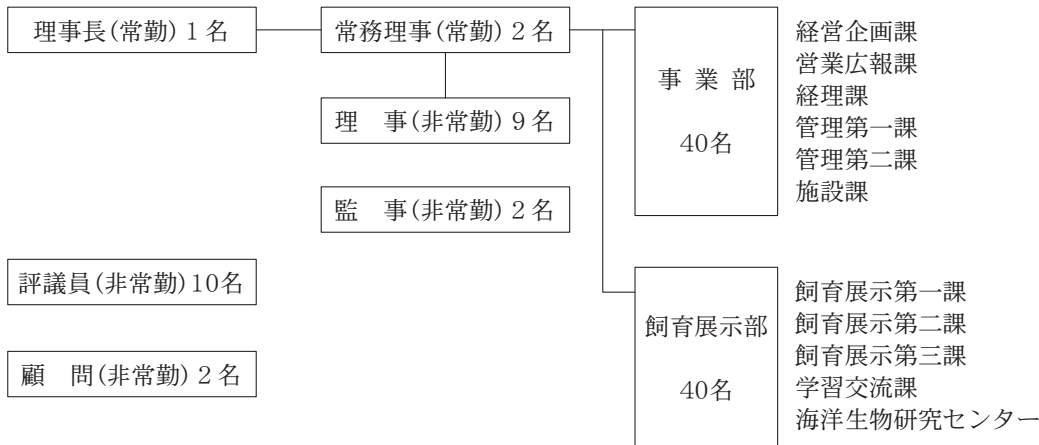 理事長(常勤)1名
常務理事(常勤)2名
理 事(非常勤)9名
監 事(非常勤)2名
評議員(非常勤)10名
顧 問(非常勤)2名
事 業 部
40名
経営企画課
営業広報課
経理課
管理第一課
管理第二課
施設課
飼育展示部
40名
飼育展示第一課
飼育展示第二課
飼育展示第三課
学習交流課
海洋生物研究センター